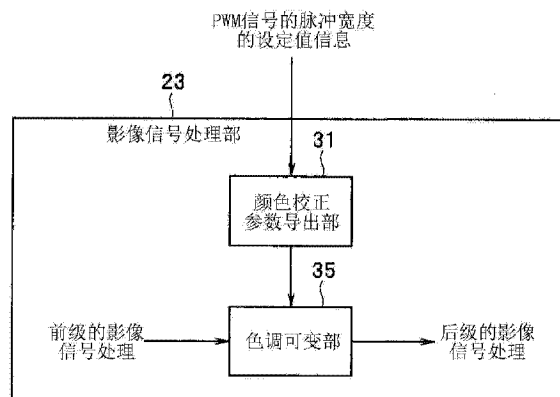 PWM信号的脉冲宽度
的设定值信息
23
影像信号处理部
31
颜色校正
参数导出部
35
前级的影像
信号处理
色调可变部
后级的影像
信号处理